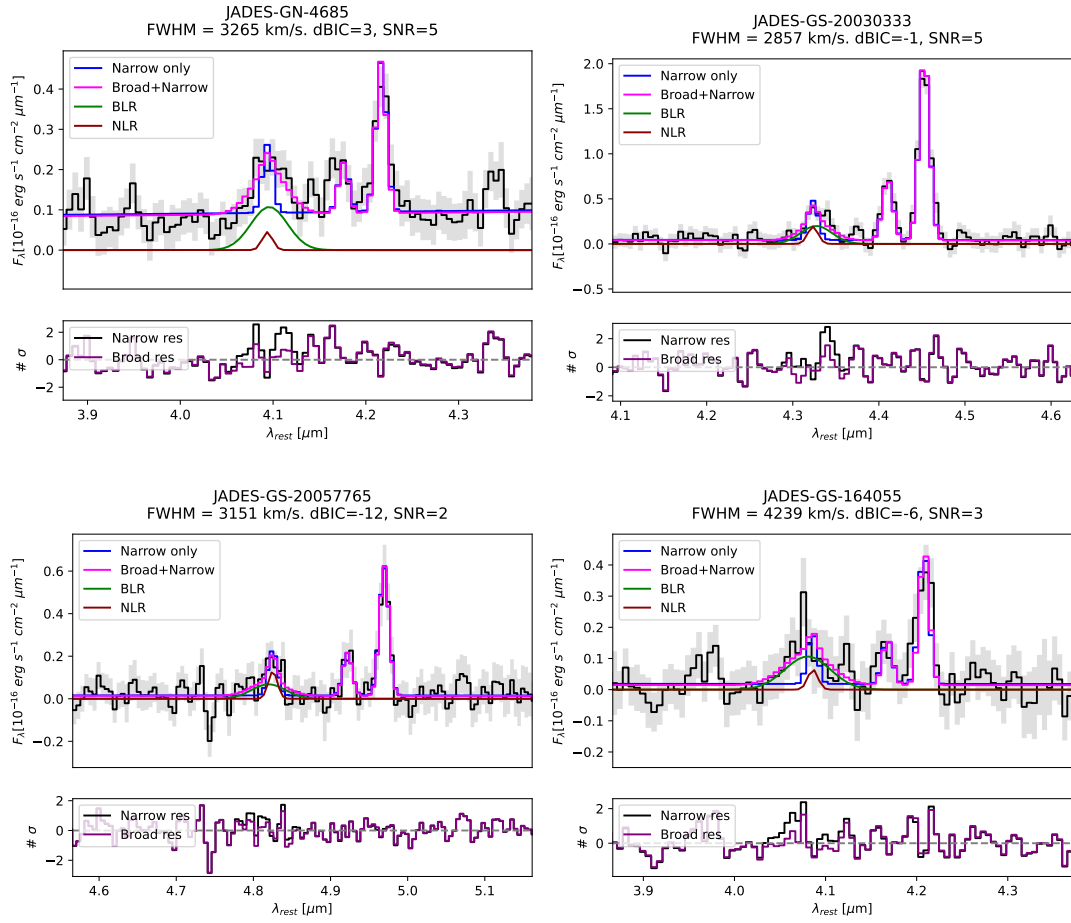 JADES-GN-4685
FWHM = 3265 km/s. dBIC=3, SNR=5
Narrow only
Broad+Narrow
BLR
NLR
F_λ[10⁻¹⁶ erg s⁻¹ cm⁻² μm⁻¹]
0.4
0.3
0.2
0.1
0.0
Narrow res
Broad res
# σ
2
0
−2
3.9 4.0 4.1 4.2 4.3
λ_rest [μm]
JADES-GS-20030333
FWHM = 2857 km/s. dBIC=-1, SNR=5
Narrow only
Broad+Narrow
BLR
NLR
F_λ[10⁻¹⁶ erg s⁻¹ cm⁻² μm⁻¹]
2.0
1.5
1.0
0.5
0.0
−0.5
Narrow res
Broad res
# σ
2
0
−2
4.1 4.2 4.3 4.4 4.5 4.6
λ_rest [μm]
JADES-GS-20057765
FWHM = 3151 km/s. dBIC=-12, SNR=2
Narrow only
Broad+Narrow
BLR
NLR
F_λ[10⁻¹⁶ erg s⁻¹ cm⁻² μm⁻¹]
0.6
0.4
0.2
0.0
−0.2
Narrow res
Broad res
# σ
2
0
−2
4.6 4.7 4.8 4.9 5.0 5.1
λ_rest [μm]
JADES-GS-164055
FWHM = 4239 km/s. dBIC=-6, SNR=3
Narrow only
Broad+Narrow
BLR
NLR
F_λ[10⁻¹⁶ erg s⁻¹ cm⁻² μm⁻¹]
0.4
0.3
0.2
0.1
0.0
−0.1
−0.2
Narrow res
Broad res
# σ
2
0
−2
3.9 4.0 4.1 4.2 4.3
λ_rest [μm]